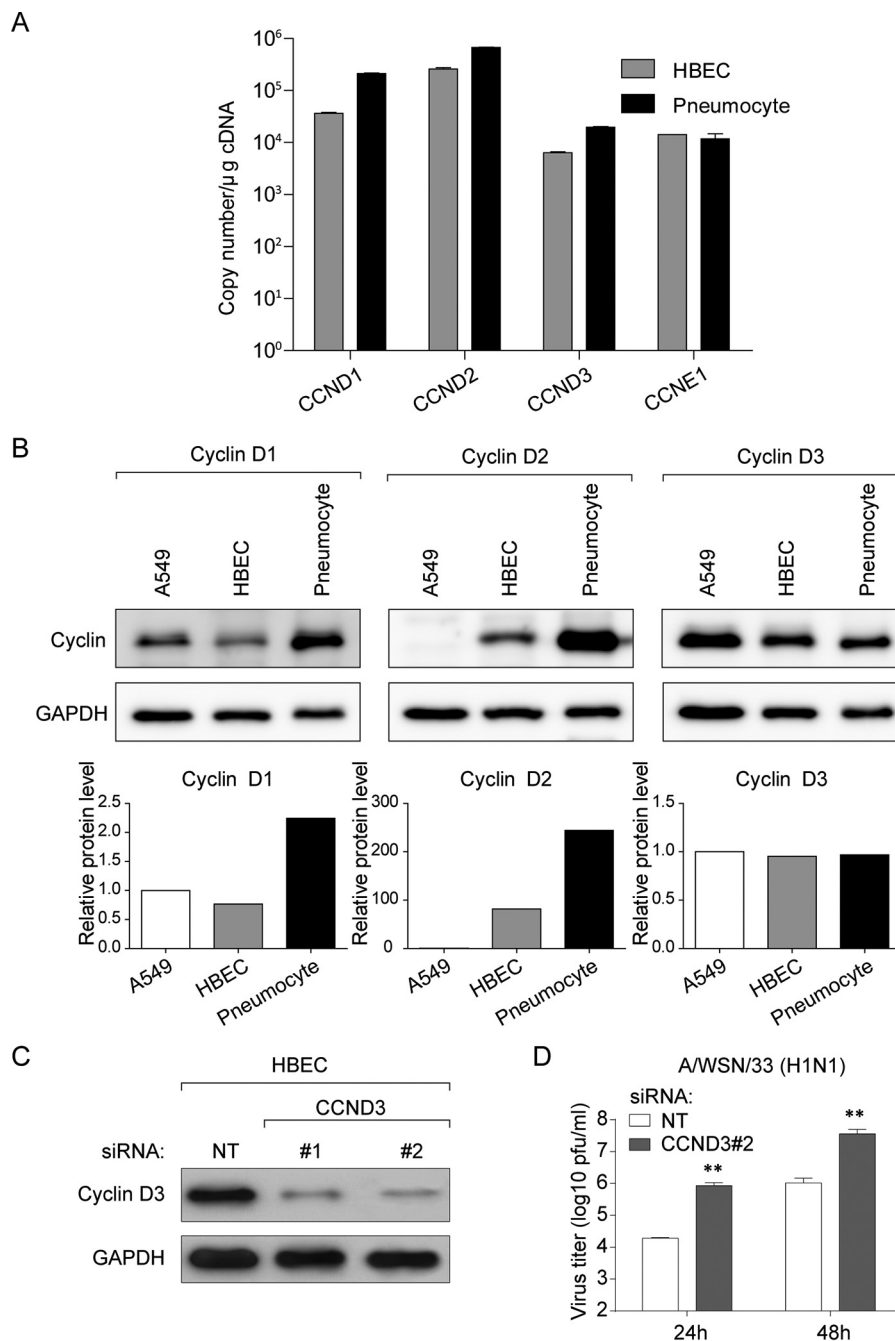 A
Copy number/µg cDNA
10⁶
10⁵
10⁴
10³
10²
10¹
10⁰
HBEC
Pneumocyte
CCND1
CCND2
CCND3
CCNE1
B
Cyclin D1
Cyclin D2
Cyclin D3
A549
HBEC
Pneumocyte
A549
HBEC
Pneumocyte
A549
HBEC
Pneumocyte
Cyclin
GAPDH
Cyclin D1
Relative protein level
2.5
2.0
1.5
1.0
0.5
0.0
A549
HBEC
Pneumocyte
Cyclin D2
Relative protein level
300
200
100
0
A549
HBEC
Pneumocyte
Cyclin D3
Relative protein level
1.5
1.0
0.5
0.0
A549
HBEC
Pneumocyte
C
HBEC
CCND3
siRNA: NT #1 #2
Cyclin D3
GAPDH
D
A/WSN/33 (H1N1)
siRNA:
NT
CCND3#2
Virus titer (log10 pfu/ml)
8
7
6
5
4
3
2
**
**
24h
48h